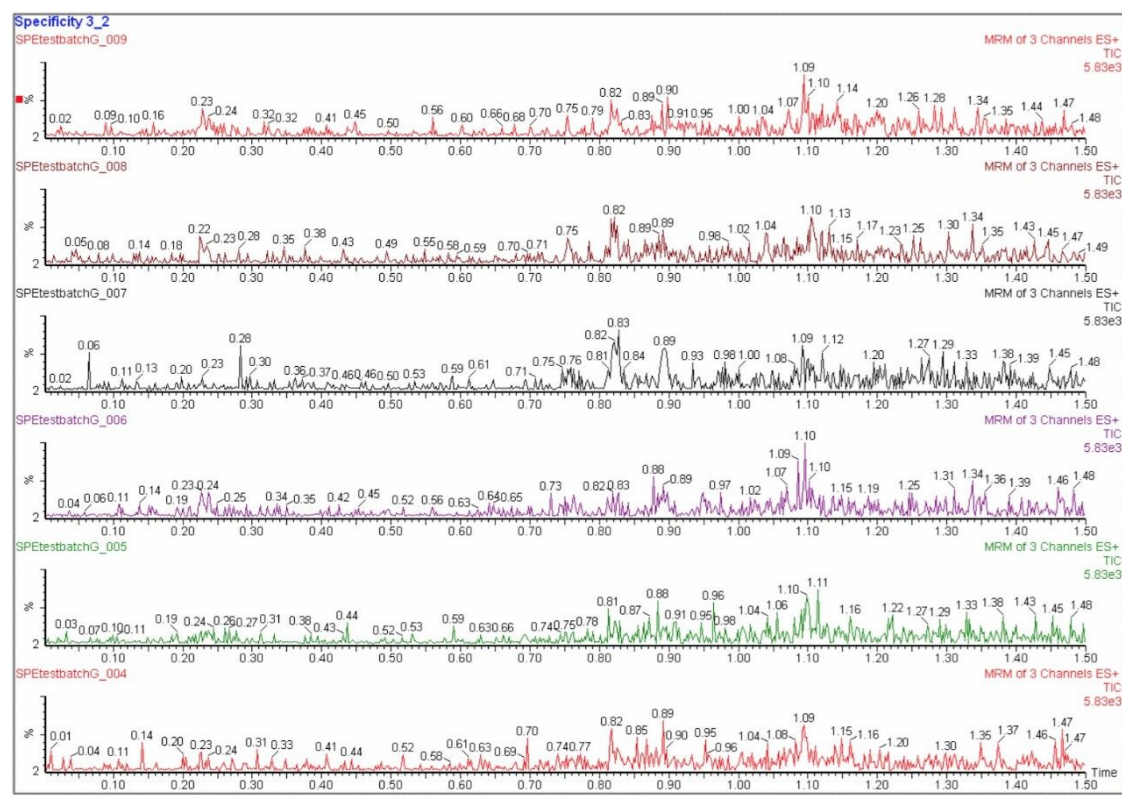 Specificity 3_2
SPEtestbatchG_009 MRM of 3 Channels ES+
TIC
5.83e3
1.09
0.82 0.89 0.90 1.10 1.14
0.02 0.09 0.10 0.16 0.23 0.24 0.32 0.32 0.41 0.45 0.50 0.56 0.60 0.66 0.68 0.70 0.75 0.79 0.83 0.91 0.95 1.00 1.04 1.07 1.20 1.26 1.28 1.34 1.35 1.44 1.47 1.48
%
2
0.10 0.20 0.30 0.40 0.50 0.60 0.70 0.80 0.90 1.00 1.10 1.20 1.30 1.40 1.50
SPEtestbatchG_008 MRM of 3 Channels ES+
TIC
5.83e3
0.82 1.10
0.05 0.08 0.14 0.18 0.22 0.23 0.28 0.35 0.38 0.43 0.49 0.55 0.58 0.59 0.70 0.71 0.75 0.89 0.89 0.98 1.02 1.04 1.13 1.15 1.17 1.23 1.25 1.30 1.34 1.35 1.43 1.45 1.47 1.49
%
2
0.10 0.20 0.30 0.40 0.50 0.60 0.70 0.80 0.90 1.00 1.10 1.20 1.30 1.40 1.50
SPEtestbatchG_007 MRM of 3 Channels ES+
TIC
5.83e3
0.83
0.02 0.06 0.11 0.13 0.20 0.23 0.28 0.30 0.36 0.37 0.46 0.46 0.50 0.53 0.59 0.61 0.71 0.75 0.76 0.81 0.82 0.84 0.89 0.93 0.98 1.00 1.08 1.09 1.12 1.20 1.27 1.29 1.33 1.38 1.39 1.45 1.48
%
2
0.10 0.20 0.30 0.40 0.50 0.60 0.70 0.80 0.90 1.00 1.10 1.20 1.30 1.40 1.50
SPEtestbatchG_006 MRM of 3 Channels ES+
TIC
5.83e3
1.10
0.04 0.06 0.11 0.14 0.19 0.23 0.24 0.25 0.34 0.35 0.42 0.45 0.52 0.56 0.63 0.64 0.65 0.73 0.82 0.83 0.88 0.89 0.97 1.02 1.07 1.09 1.10 1.15 1.19 1.25 1.31 1.34 1.36 1.39 1.46 1.48
%
2
0.10 0.20 0.30 0.40 0.50 0.60 0.70 0.80 0.90 1.00 1.10 1.20 1.30 1.40 1.50
SPEtestbatchG_005 MRM of 3 Channels ES+
TIC
5.83e3
1.11
0.03 0.07 0.10 0.11 0.19 0.24 0.26 0.27 0.31 0.38 0.43 0.44 0.52 0.53 0.59 0.63 0.66 0.74 0.75 0.78 0.81 0.87 0.88 0.91 0.95 0.96 0.98 1.04 1.06 1.10 1.16 1.22 1.27 1.29 1.33 1.38 1.43 1.45 1.48
%
2
0.10 0.20 0.30 0.40 0.50 0.60 0.70 0.80 0.90 1.00 1.10 1.20 1.30 1.40 1.50
SPEtestbatchG_004 MRM of 3 Channels ES+
TIC
5.83e3
0.01 0.04 0.11 0.14 0.20 0.23 0.24 0.31 0.33 0.41 0.44 0.52 0.58 0.61 0.63 0.69 0.70 0.74 0.77 0.82 0.85 0.89 0.90 0.95 0.96 1.04 1.08 1.09 1.15 1.16 1.20 1.30 1.35 1.37 1.46 1.47 1.47
%
2
Time
0.10 0.20 0.30 0.40 0.50 0.60 0.70 0.80 0.90 1.00 1.10 1.20 1.30 1.40 1.50